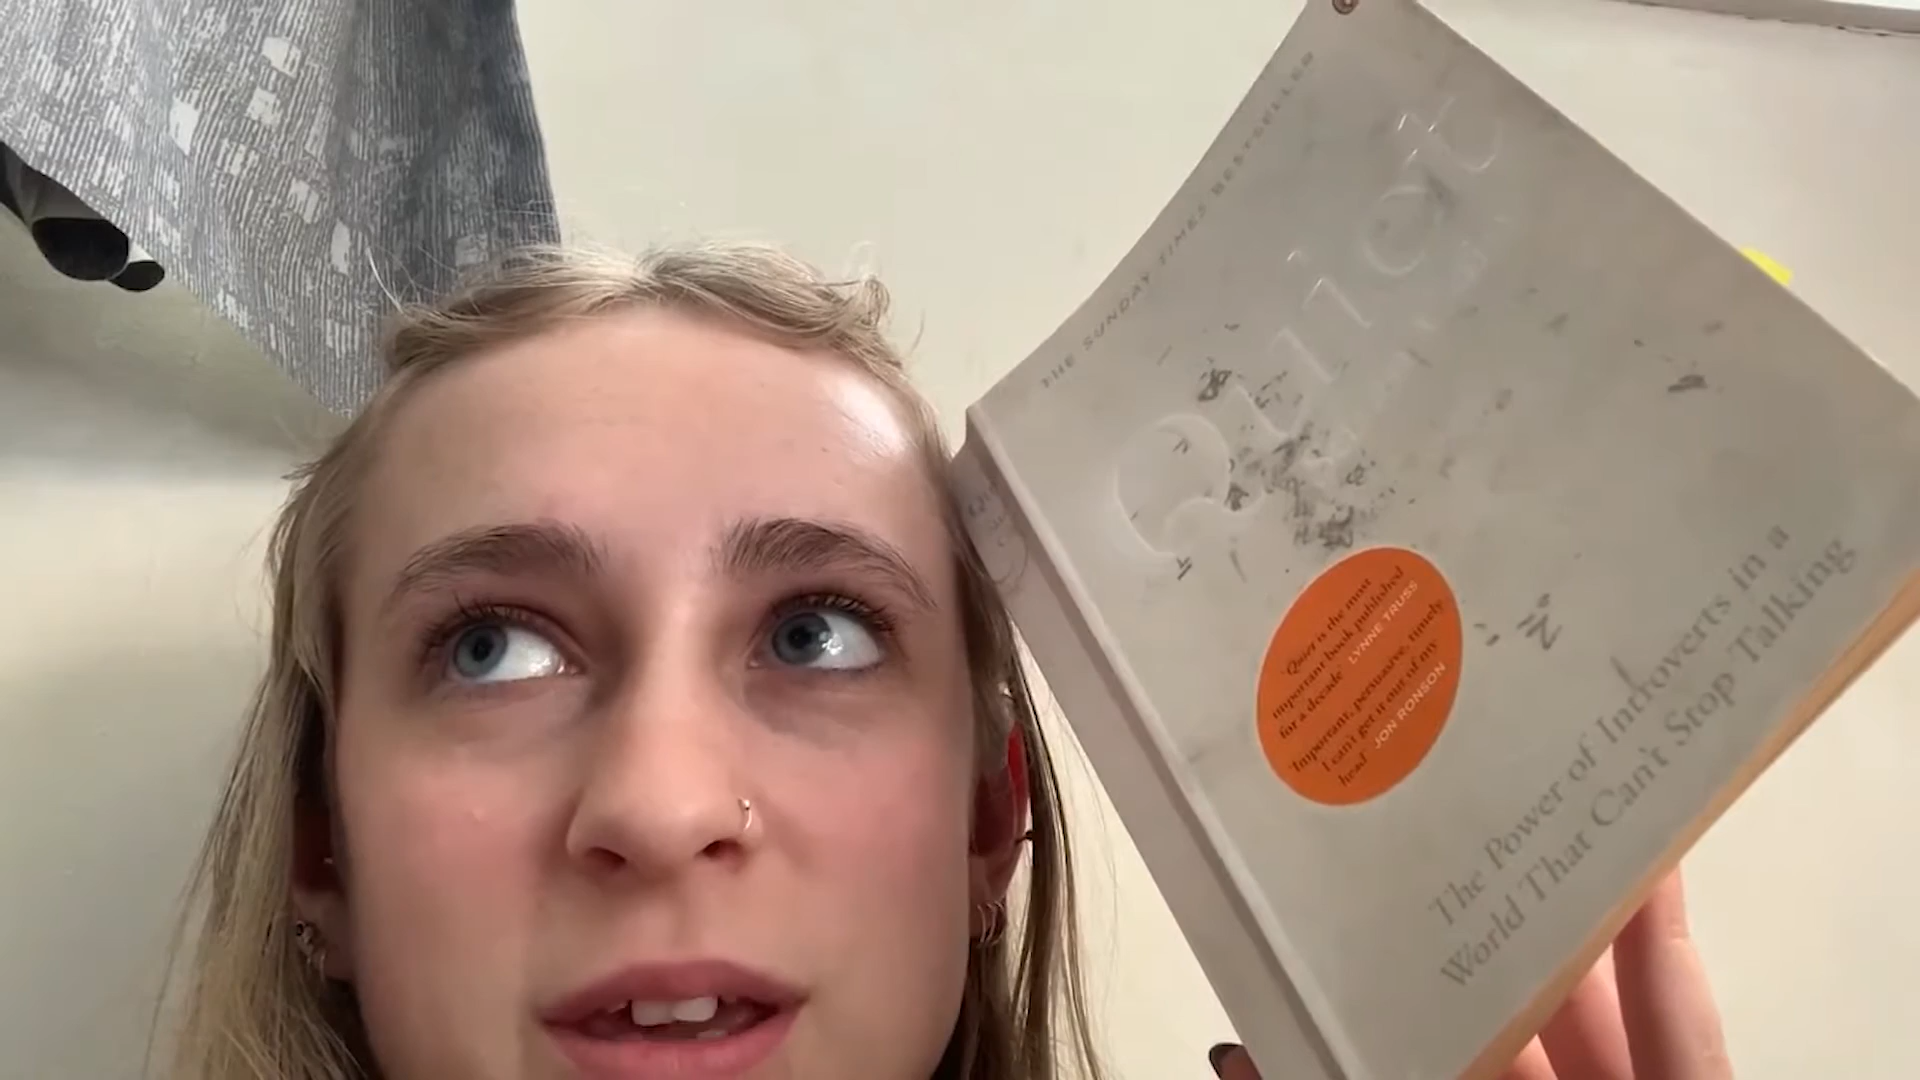 THE SUNDAY TIMES BESTSELLER
Quiet
'Quiet is the most
important book published
for a decade'
LYNNE TRUSS
'Important, persuasive, timely
I can't get it out of my
head'
JON RONSON
The Power of Introverts in a
World That Can't Stop Talking